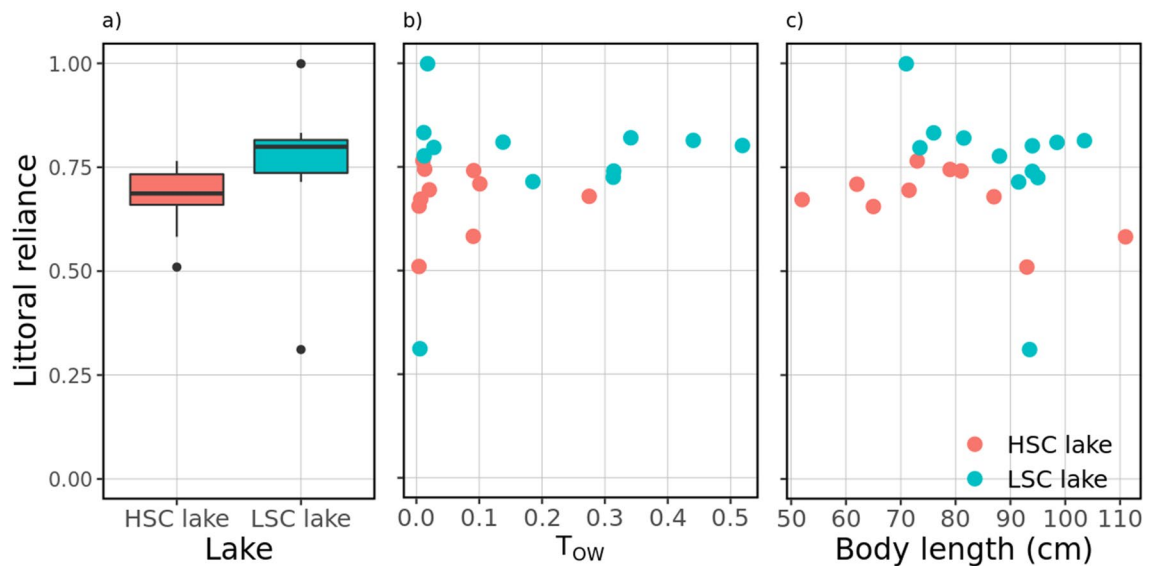 a) b) c)
Littoral reliance
1.00
0.75
0.50
0.25
0.00
HSC lake LSC lake
Lake
0.0 0.1 0.2 0.3 0.4 0.5
TOW
HSC lake
LSC lake
50 60 70 80 90 100 110
Body length (cm)